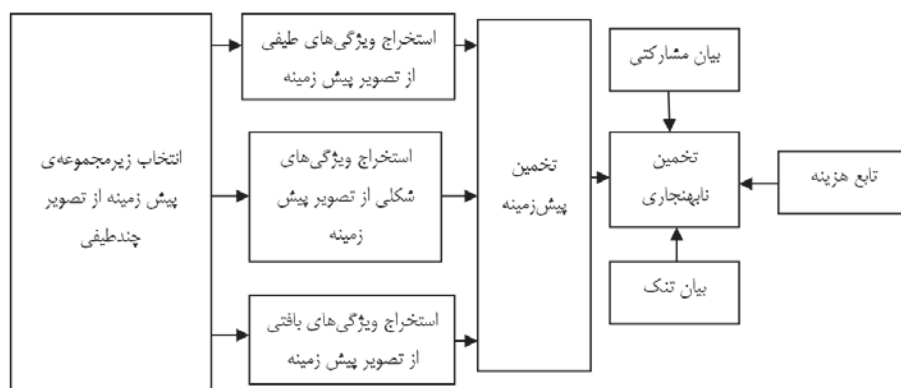 انتخاب زیرمجموعه‌ی
پیش زمینه از تصویر
چندطیفی
استخراج ویژگی‌های طیفی
از تصویر پیش زمینه
استخراج ویژگی‌های
شکلی از تصویر پیش
زمینه
استخراج ویژگی‌های بافتی
از تصویر پیش زمینه
تخمین
پیش‌زمینه
بیان مشارکتی
تخمین
نابهنجاری
بیان تنک
تابع هزینه